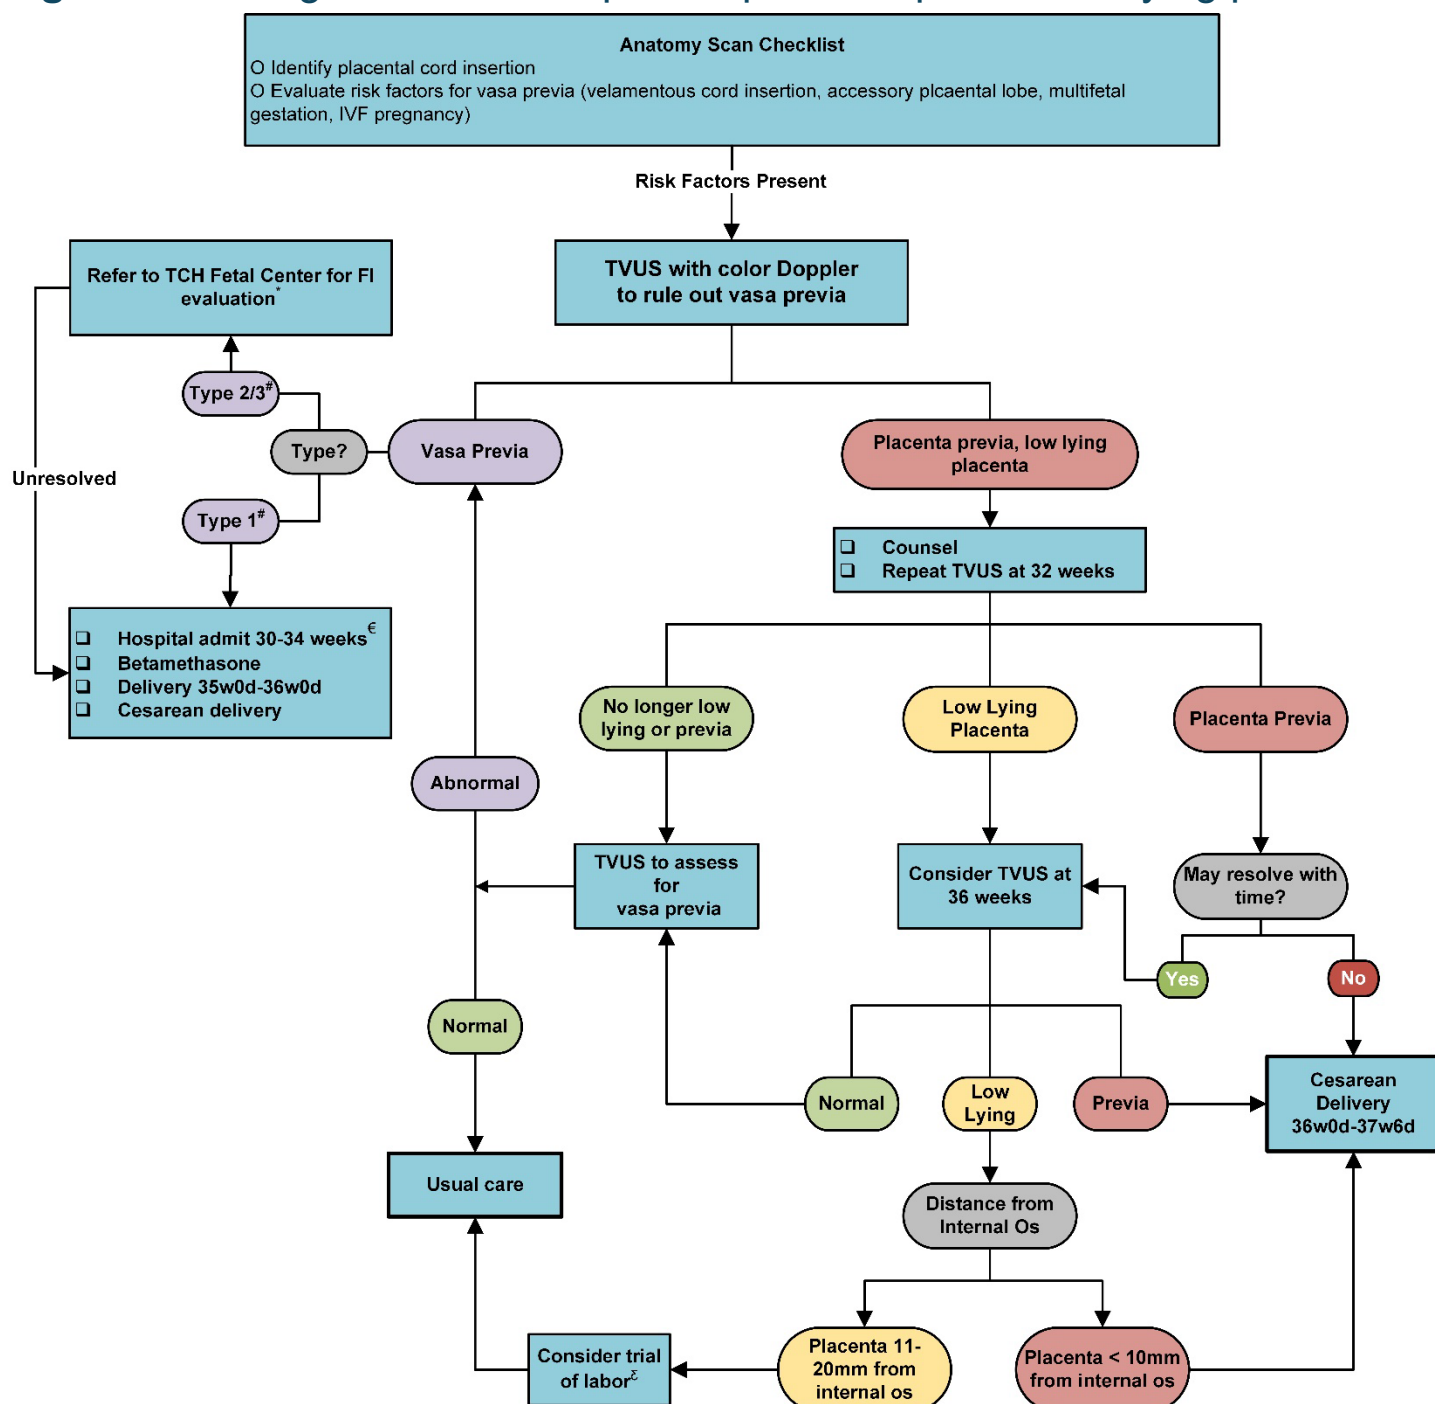 Anatomy Scan Checklist
O Identify placental cord insertion
O Evaluate risk factors for vasa previa (velamentous cord insertion, accessory plcaental lobe, multifetal
gestation, IVF pregnancy)
Risk Factors Present
Refer to TCH Fetal Center for FI
evaluation*
TVUS with color Doppler
to rule out vasa previa
Type 2/3#
Type?
Vasa Previa
Placenta previa, low lying
placenta
Unresolved
Type 1#
❑ Counsel
❑ Repeat TVUS at 32 weeks
❑ Hospital admit 30-34 weeks€
❑ Betamethasone
❑ Delivery 35w0d-36w0d
❑ Cesarean delivery
No longer low
lying or previa
Low Lying
Placenta
Placenta Previa
Abnormal
TVUS to assess
for
vasa previa
Consider TVUS at
36 weeks
May resolve with
time?
Yes
No
Normal
Normal
Low
Lying
Previa
Cesarean
Delivery
36w0d-37w6d
Usual care
Distance from
Internal Os
Consider trial
of laborƸ
Placenta 11-
20mm from
internal os
Placenta < 10mm
from internal os